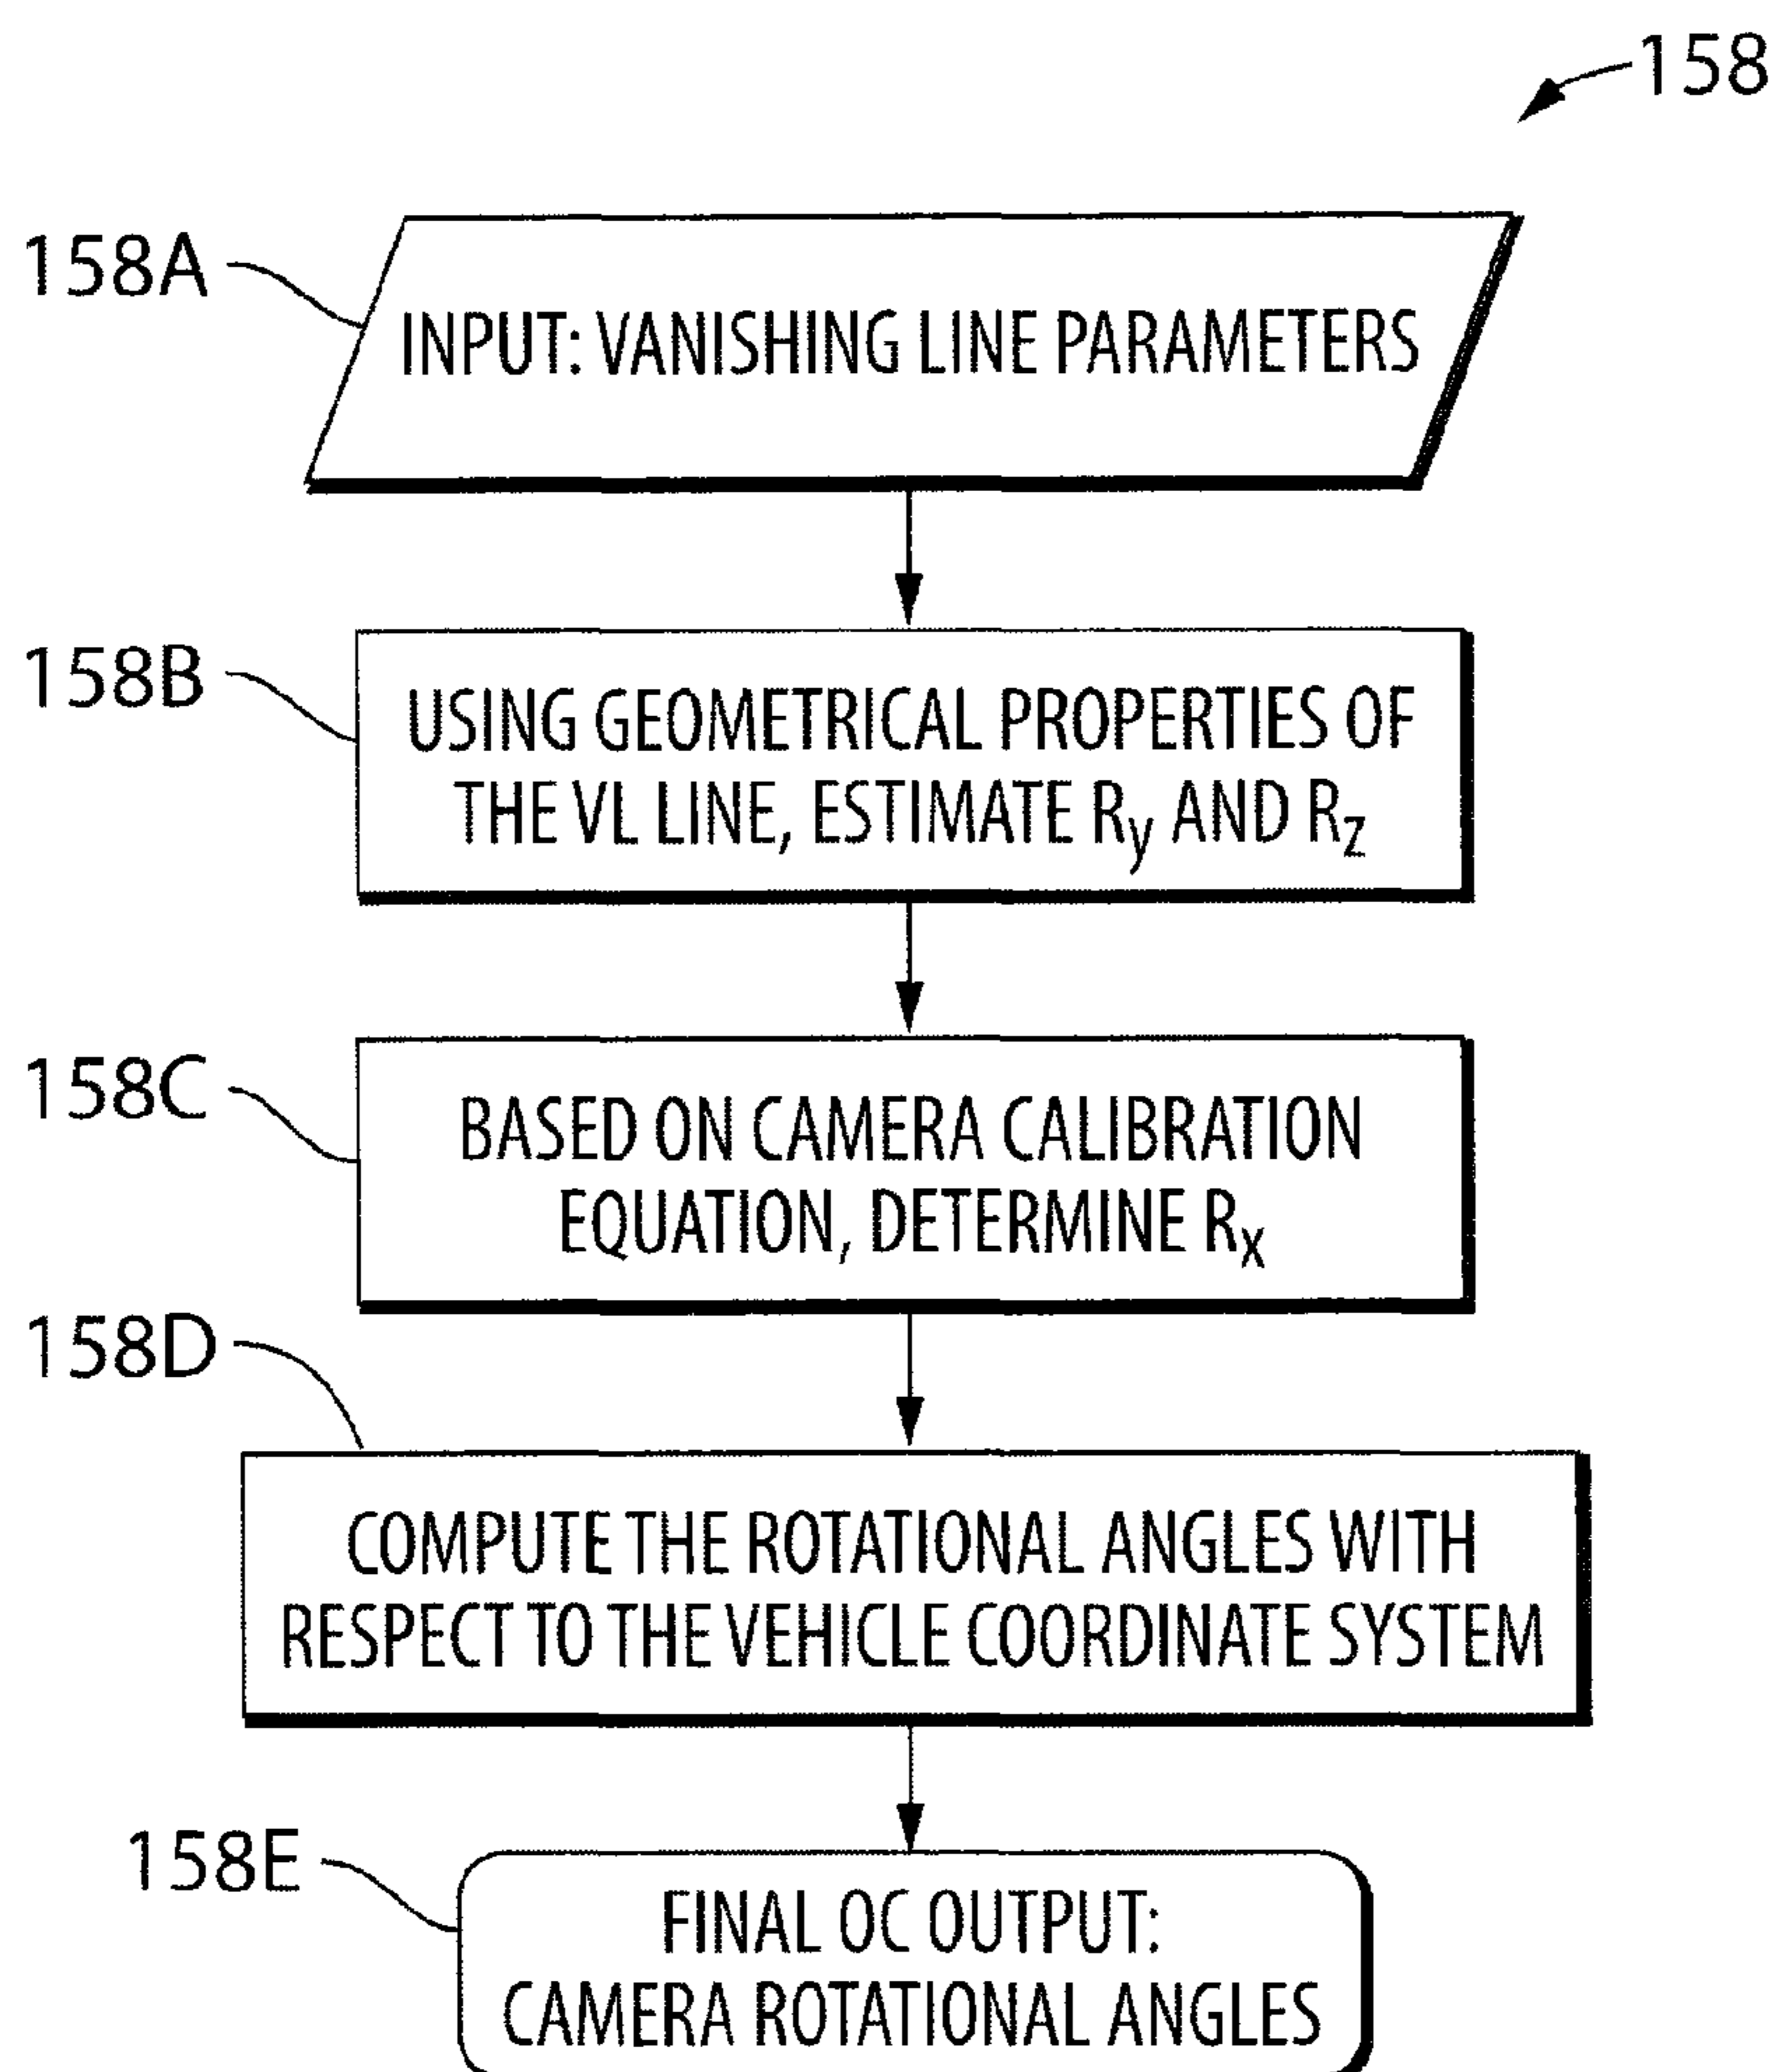 158
158A
INPUT: VANISHING LINE PARAMETERS
158B
USING GEOMETRICAL PROPERTIES OF
THE VL LINE, ESTIMATE Ry AND Rz
158C
BASED ON CAMERA CALIBRATION
EQUATION, DETERMINE Rx
158D
COMPUTE THE ROTATIONAL ANGLES WITH
RESPECT TO THE VEHICLE COORDINATE SYSTEM
158E
FINAL OC OUTPUT:
CAMERA ROTATIONAL ANGLES